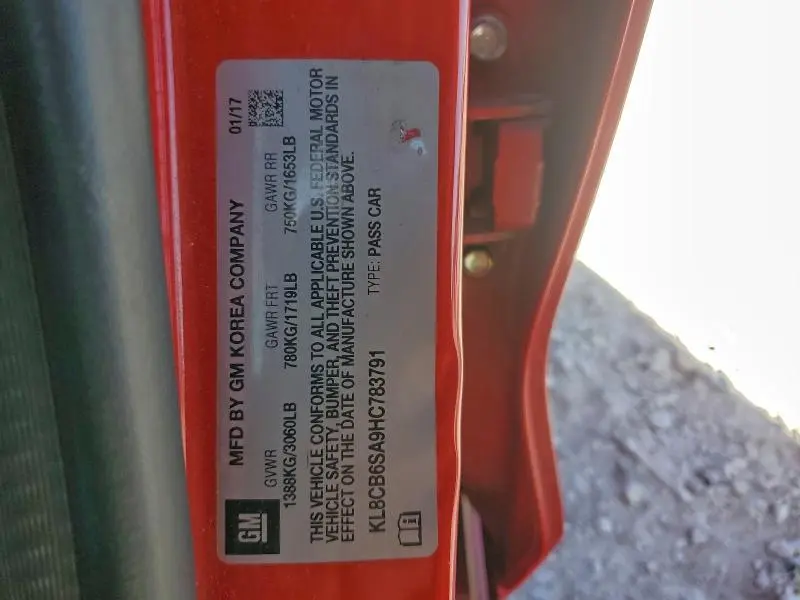 GM
MFD BY GM KOREA COMPANY 01/17
GVWR GAWR FRT GAWR RR
1388KG/3060LB 780KG/1719LB 750KG/1653LB
THIS VEHICLE CONFORMS TO ALL APPLICABLE U.S. FEDERAL MOTOR
VEHICLE SAFETY, BUMPER, AND THEFT PREVENTION STANDARDS IN
EFFECT ON THE DATE OF MANUFACTURE SHOWN ABOVE.
KL8CB6SA9HC783791 TYPE: PASS CAR